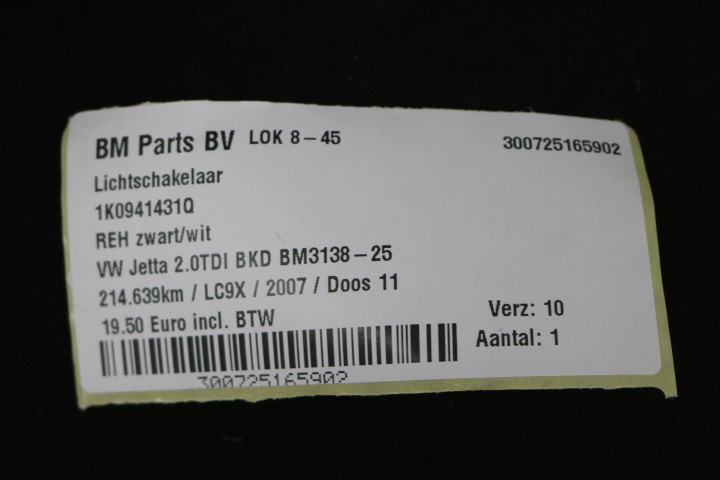 BM Parts BV LOK 8-45 300725165902
Lichtschakelaar
1K0941431Q
REH zwart/wit
VW Jetta 2.0TDI BKD BM3138-25
214.639km / LC9X / 2007 / Doos 11
19.50 Euro incl. BTW
Verz: 10
Aantal: 1
300725165902